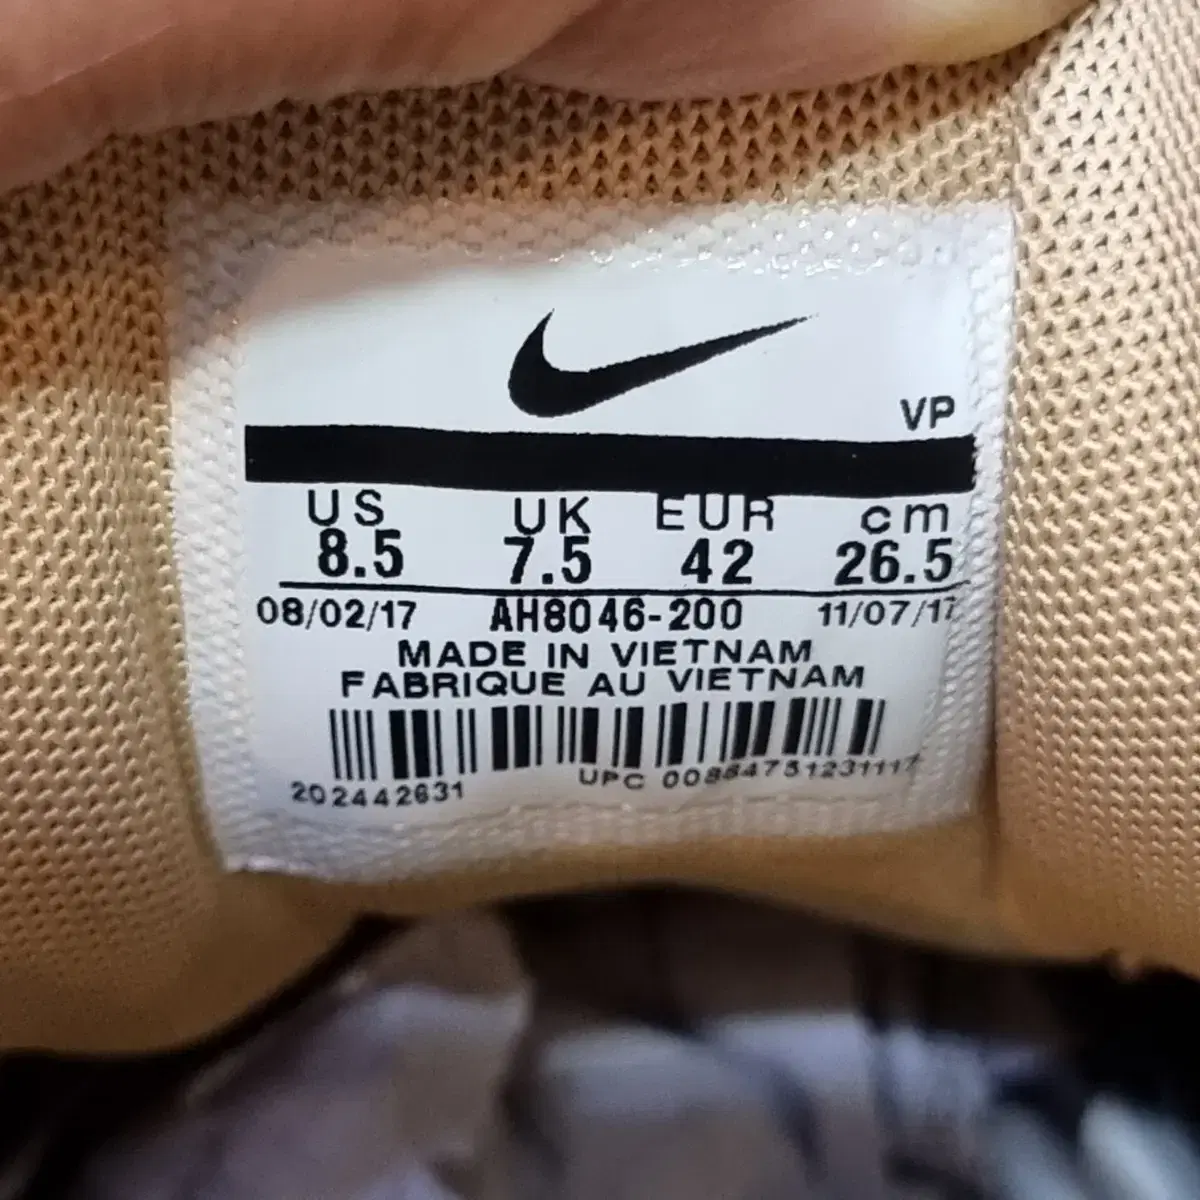 VP
US UK EUR cm
8.5 7.5 42 26.5
08/02/17 AH8046-200 11/07/17
MADE IN VIETNAM
FABRIQUE AU VIETNAM
202442631 UPC 00884751231117